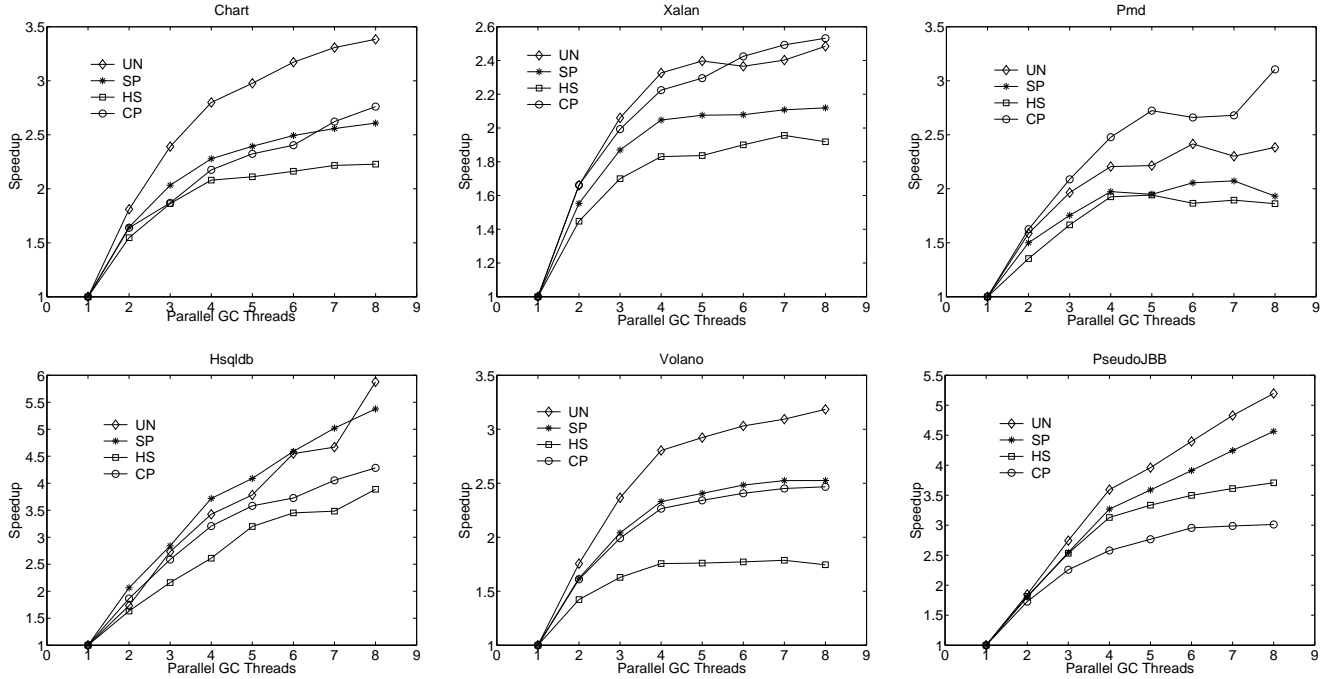 Chart
3.5
3
2.5
2
1.5
1
Speedup
UN
SP
HS
CP
0 1 2 3 4 5 6 7 8 9
Parallel GC Threads
Xalan
2.6
2.4
2.2
2
1.8
1.6
1.4
1.2
1
Speedup
UN
SP
HS
CP
0 1 2 3 4 5 6 7 8 9
Parallel GC Threads
Pmd
3.5
3
2.5
2
1.5
1
Speedup
UN
SP
HS
CP
0 1 2 3 4 5 6 7 8 9
Parallel GC Threads
Hsqldb
6
5.5
5
4.5
4
3.5
3
2.5
2
1.5
1
Speedup
UN
SP
HS
CP
0 1 2 3 4 5 6 7 8 9
Parallel GC Threads
Volano
3.5
3
2.5
2
1.5
1
Speedup
UN
SP
HS
CP
0 1 2 3 4 5 6 7 8 9
Parallel GC Threads
PseudoJBB
5.5
5
4.5
4
3.5
3
2.5
2
1.5
1
Speedup
UN
SP
HS
CP
0 1 2 3 4 5 6 7 8 9
Parallel GC Threads